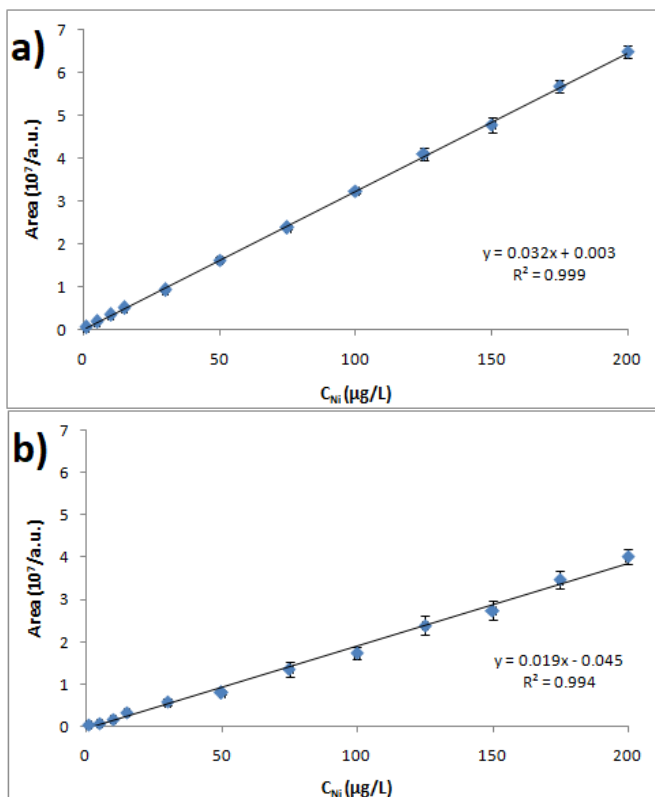 a)
Area (10⁷/a.u.)
7
6
5
4
3
2
1
0
y = 0.032x + 0.003
R² = 0.999
0 50 100 150 200
C_Ni (µg/L)
b)
Area (10⁷/a.u.)
7
6
5
4
3
2
1
0
y = 0.019x - 0.045
R² = 0.994
0 50 100 150 200
C_Ni (µg/L)